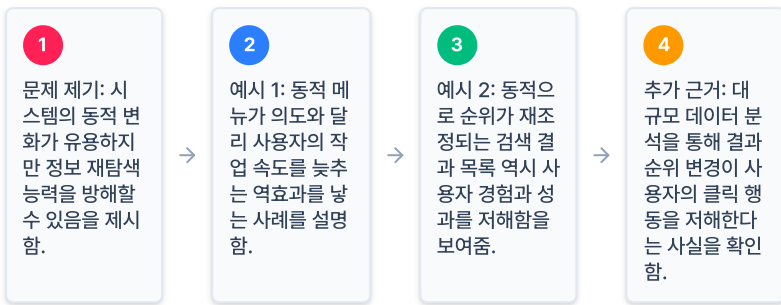 1
문제 제기: 시
스템의 동적 변
화가 유용하지
만 정보 재탐색
능력을 방해할
수 있음을 제시
함.
2
예시 1: 동적 메
뉴가 의도와 달
리 사용자의 작
업 속도를 늦추
는 역효과를 낳
는 사례를 설명
함.
3
예시 2: 동적으
로 순위가 재조
정되는 검색 결
과 목록 역시 사
용자 경험과 성
과를 저해함을
보여줌.
4
추가 근거: 대
규모 데이터 분
석을 통해 결과
순위 변경이 사
용자의 클릭 행
동을 저해한다
는 사실을 확인
함.